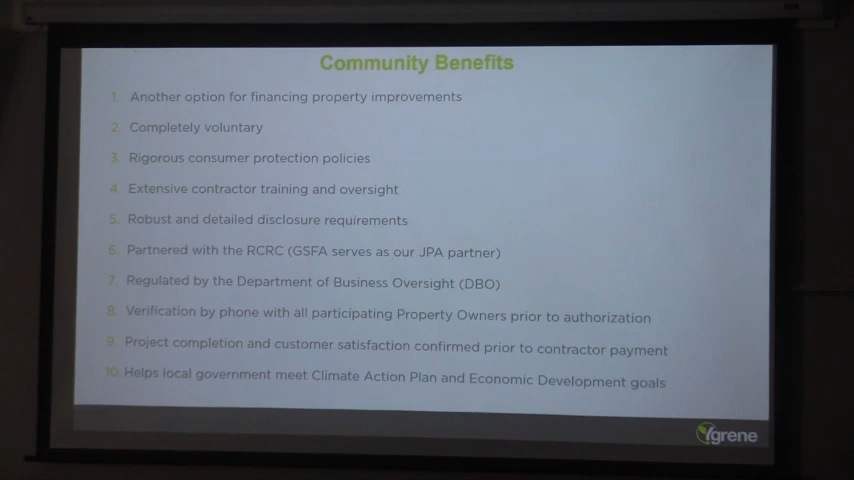 Community Benefits
1. Another option for financing property improvements
2. Completely voluntary
3. Rigorous consumer protection policies
4. Extensive contractor training and oversight
5. Robust and detailed disclosure requirements
6. Partnered with the RCRC (GSFA serves as our JPA partner)
7. Regulated by the Department of Business Oversight (DBO)
8. Verification by phone with all participating Property Owners prior to authorization
9. Project completion and customer satisfaction confirmed prior to contractor payment
10. Helps local government meet Climate Action Plan and Economic Development goals
Ygrene